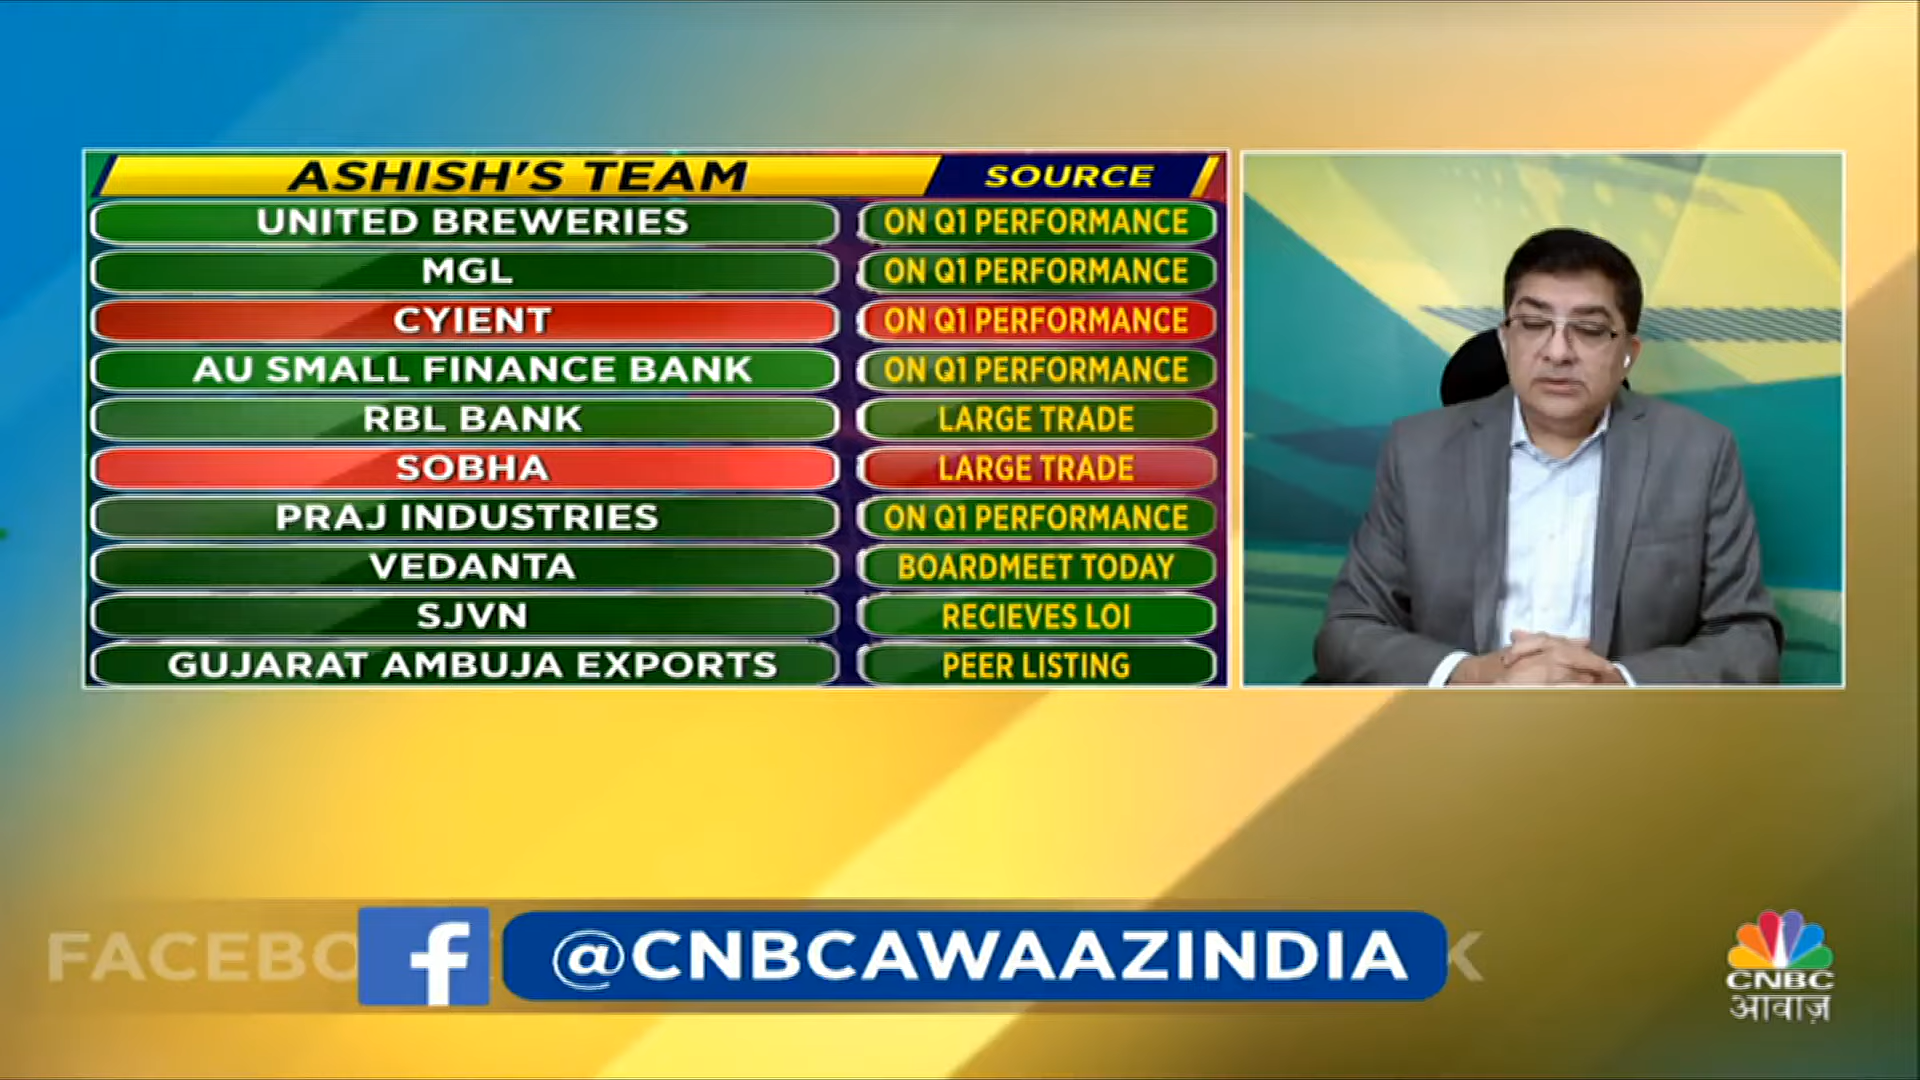 ASHISH'S TEAM SOURCE
UNITED BREWERIES ON Q1 PERFORMANCE
MGL ON Q1 PERFORMANCE
CYIENT ON Q1 PERFORMANCE
AU SMALL FINANCE BANK ON Q1 PERFORMANCE
RBL BANK LARGE TRADE
SOBHA LARGE TRADE
PRAJ INDUSTRIES ON Q1 PERFORMANCE
VEDANTA BOARDMEET TODAY
SJVN RECIEVES LOI
GUJARAT AMBUJA EXPORTS PEER LISTING
f @CNBCAWAAZINDIA
CNBC
आवाज़